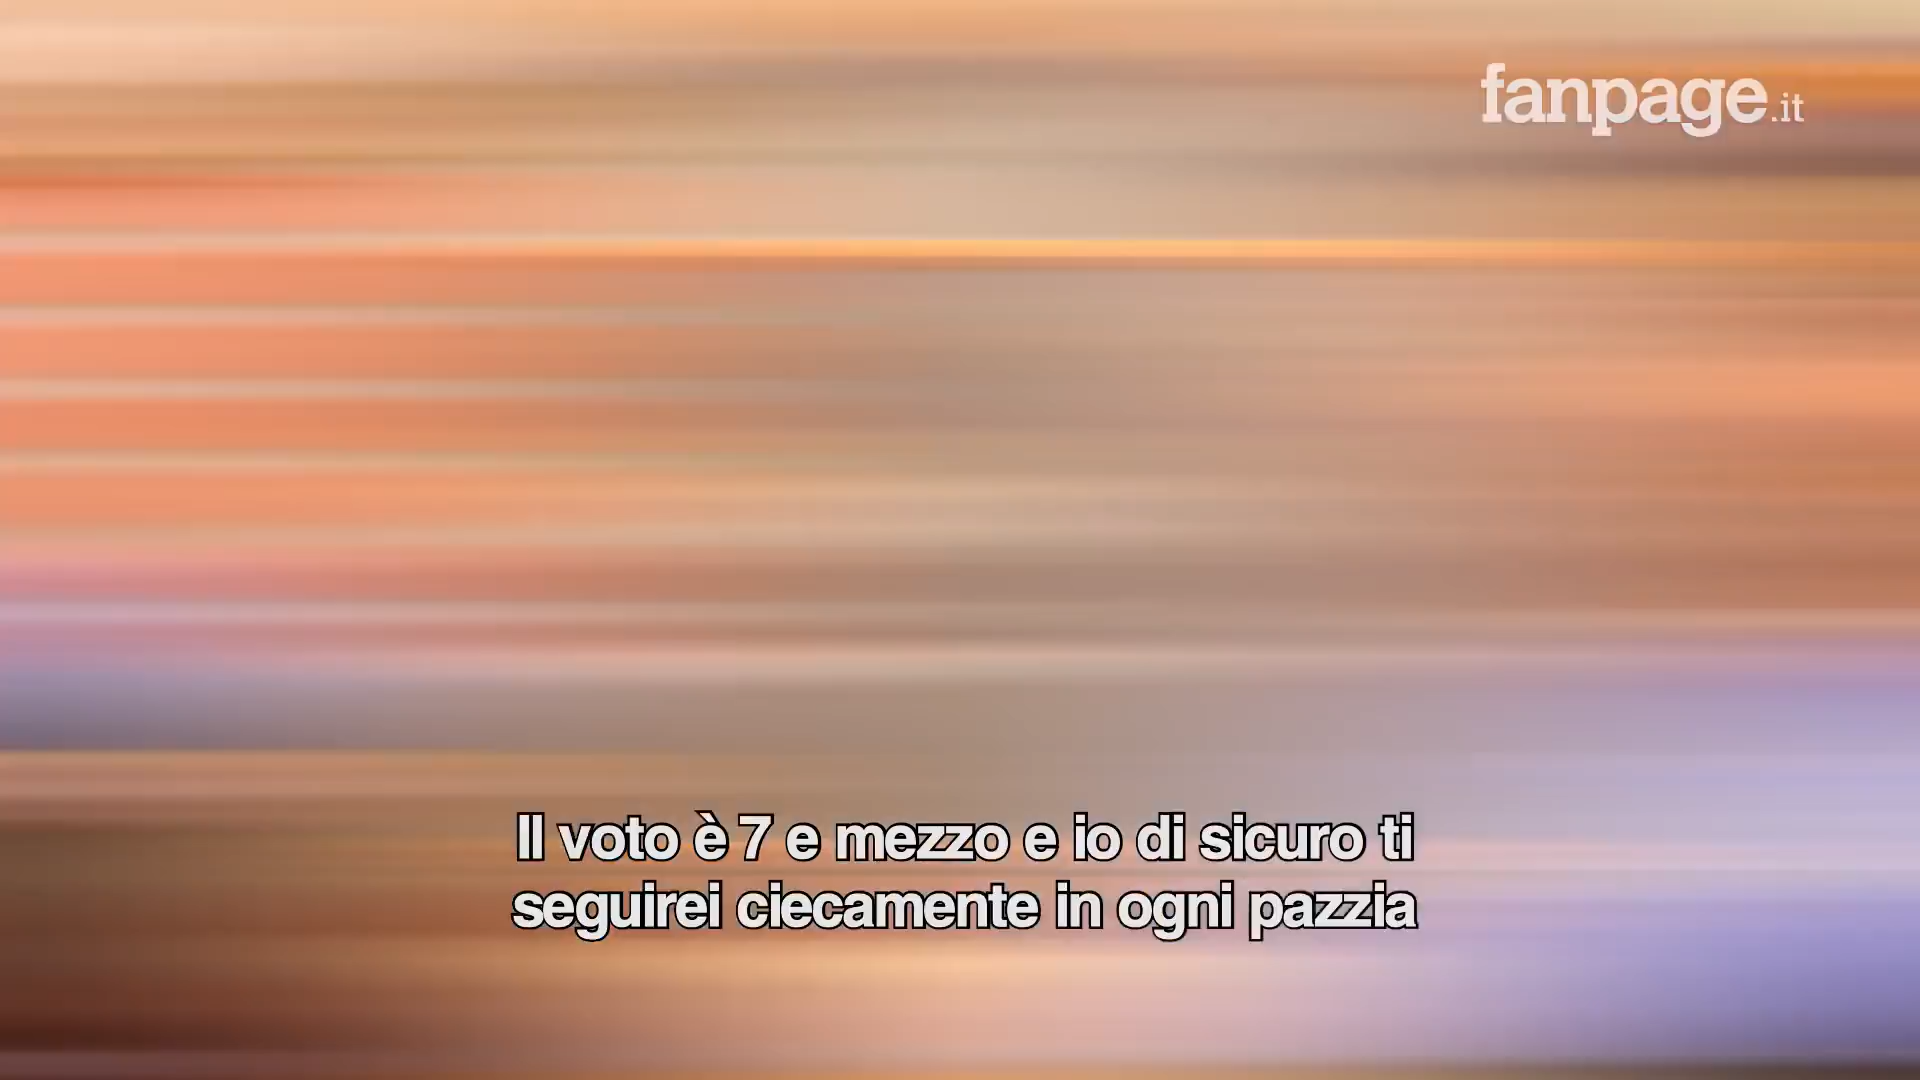 fanpage.it
Il voto è 7 e mezzo e io di sicuro ti
seguirei ciecamente in ogni pazzia